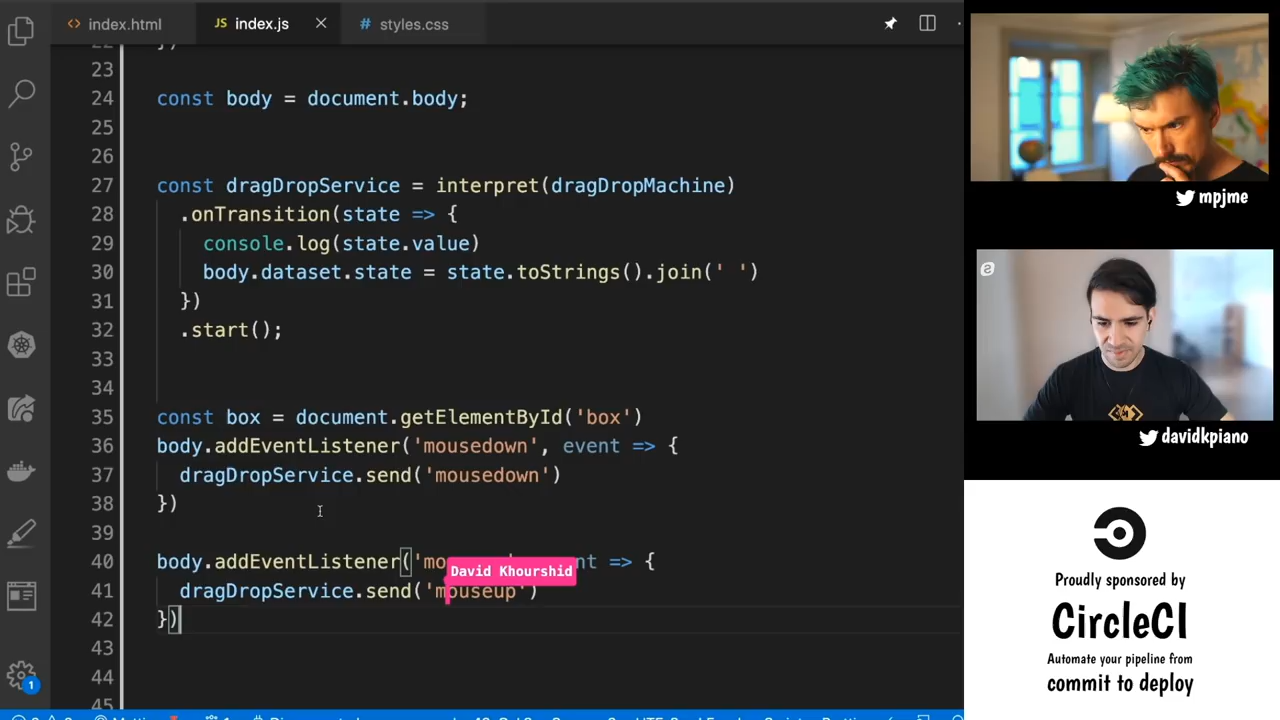 index.html
JS index.js
# styles.css
23
24 const body = document.body;
25
26
27 const dragDropService = interpret(dragDropMachine)
28 .onTransition(state => {
29 console.log(state.value)
30 body.dataset.state = state.toStrings().join(' ')
31 })
32 .start();
33
34
35 const box = document.getElementById('box')
36 body.addEventListener('mousedown', event => {
37 dragDropService.send('mousedown')
38 })
39
40 body.addEventListener('mo nt => {
David Khourshid
41 dragDropService.send('mouseup')
42 })
43
44
45
1
mpjme
davidkpiano
Proudly sponsored by
CircleCI
Automate your pipeline from
commit to deploy